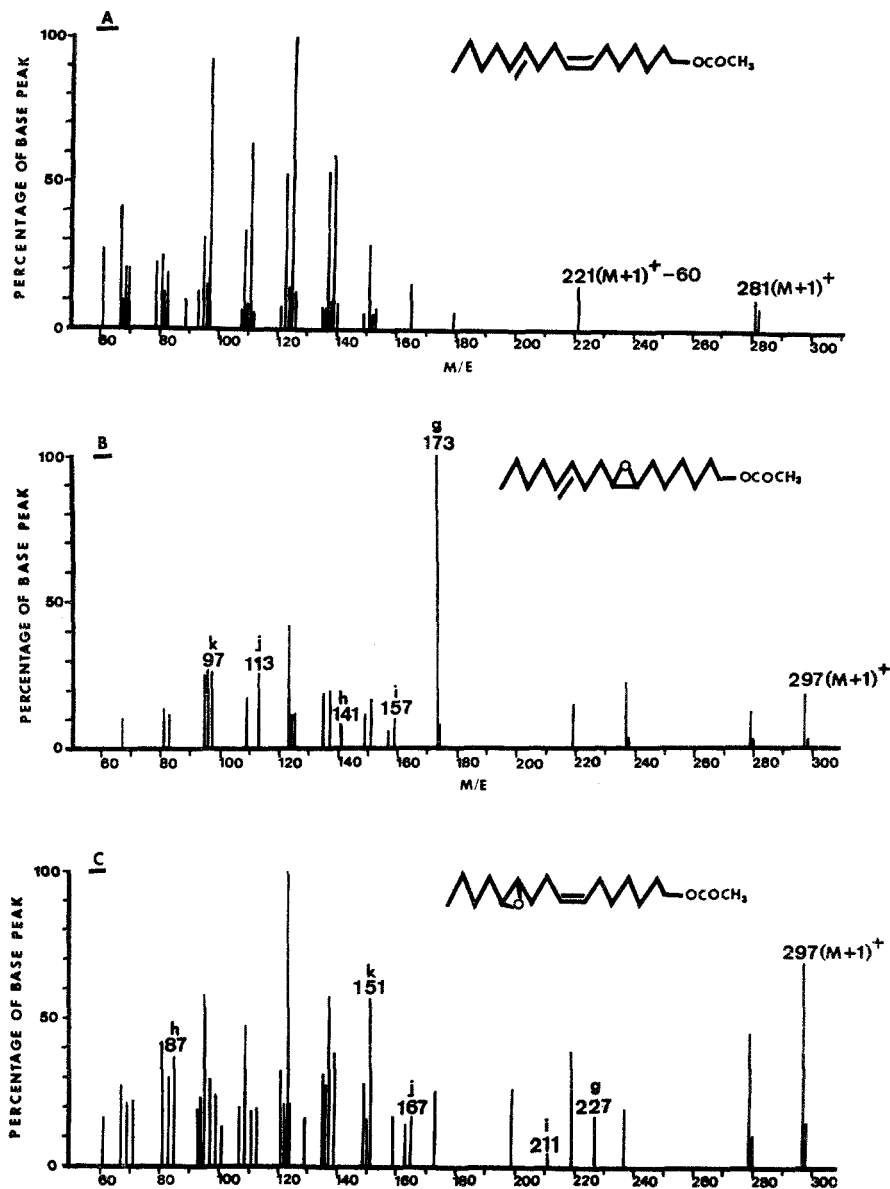 A
100
50
0
PERCENTAGE OF BASE PEAK
OCOCH₃
221(M+1)⁺-60
281(M+1)⁺
60 80 100 120 140 160 180 200 220 240 260 280 300
M/E
B
100
50
0
PERCENTAGE OF BASE PEAK
g
173
O
OCOCH₃
k
97
j
113
h
141
i
157
297(M+1)⁺
60 80 100 120 140 160 180 200 220 240 260 280 300
M/E
C
100
50
0
PERCENTAGE OF BASE PEAK
O
OCOCH₃
h
87
k
151
j
167
i
211
g
227
297(M+1)⁺
60 80 100 120 140 160 180 200 220 240 260 280 300